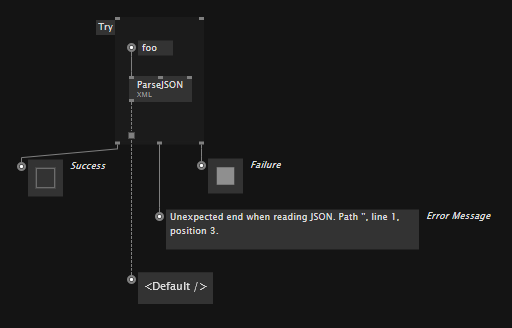 Try
foo
ParseJSON
XML
Success
Failure
Unexpected end when reading JSON. Path '', line 1,
position 3.
Error Message
<Default />